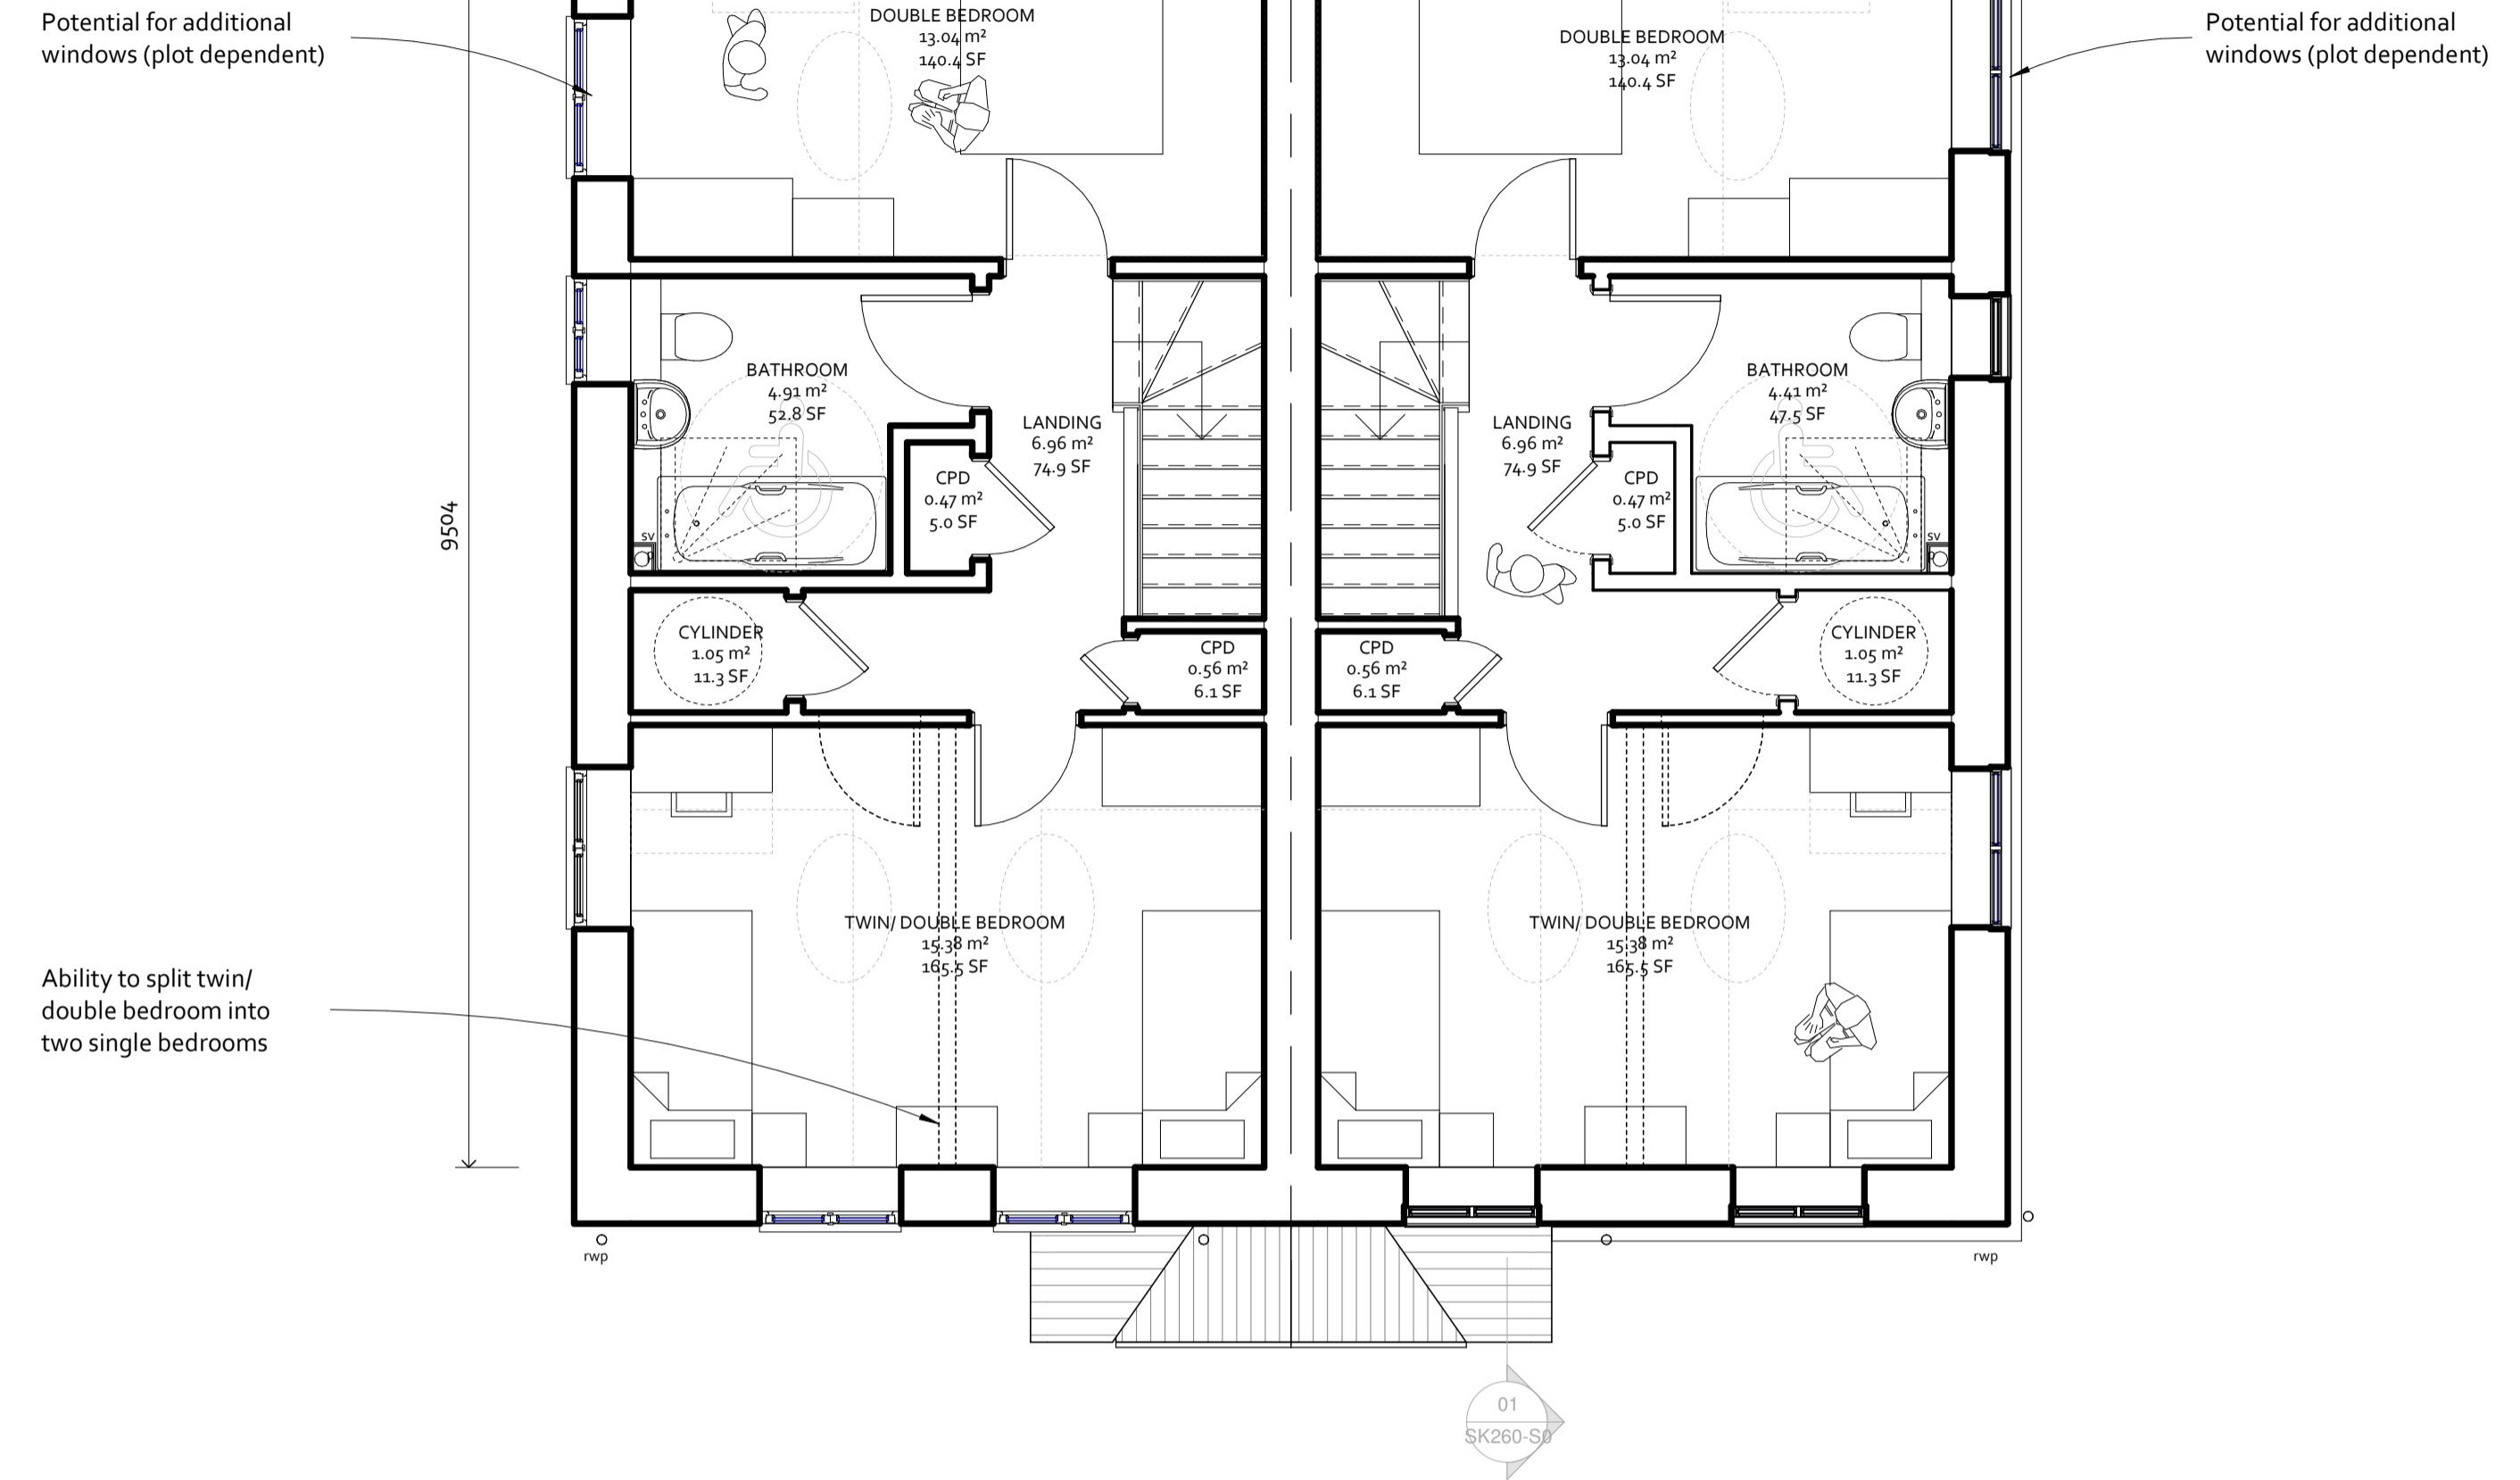 Potential for additional
windows (plot dependent)
DOUBLE BEDROOM
13.04 m²
140.4 SF
DOUBLE BEDROOM
13.04 m²
140.4 SF
Potential for additional
windows (plot dependent)
BATHROOM
4.91 m²
52.8 SF
LANDING
6.96 m²
74.9 SF
CPD
0.47 m²
5.0 SF
LANDING
6.96 m²
74.9 SF
CPD
0.47 m²
5.0 SF
BATHROOM
4.41 m²
47.5 SF
9504
SV
SV
CYLINDER
1.05 m²
11.3 SF
CPD
0.56 m²
6.1 SF
CPD
0.56 m²
6.1 SF
CYLINDER
1.05 m²
11.3 SF
TWIN/ DOUBLE BEDROOM
15.38 m²
165.5 SF
TWIN/ DOUBLE BEDROOM
15.38 m²
165.5 SF
Ability to split twin/
double bedroom into
two single bedrooms
rwp
rwp
01
SK260-S0